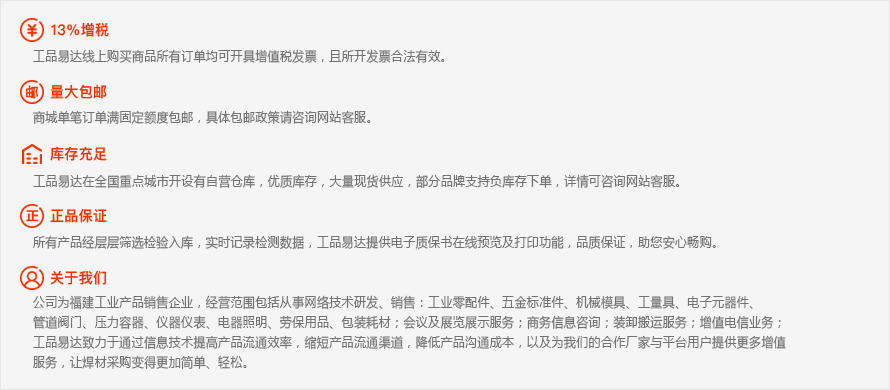 ¥ 13%增税
工品易达线上购买商品所有订单均可开具增值税发票，且所开发票合法有效。
邮 量大包邮
商城单笔订单满固定额度包邮，具体包邮政策请咨询网站客服。
库存充足
工品易达在全国重点城市开设有自营仓库，优质库存，大量现货供应，部分品牌支持负库存下单，详情可咨询网站客服。
正 正品保证
所有产品经层层筛选检验入库，实时记录检测数据，工品易达提供电子质保书在线预览及打印功能，品质保证，助您安心畅购。
关于我们
公司为福建工业产品销售企业，经营范围包括从事网络技术研发、销售：工业零配件、五金标准件、机械模具、工量具、电子元器件、
管道阀门、压力容器、仪器仪表、电器照明、劳保用品、包装耗材；会议及展览展示服务；商务信息咨询；装卸搬运服务；增值电信业务；
工品易达致力于通过信息技术提高产品流通效率，缩短产品流通渠道，降低产品沟通成本，以及为我们的合作厂家与平台用户提供更多增值
服务，让焊材采购变得更加简单、轻松。